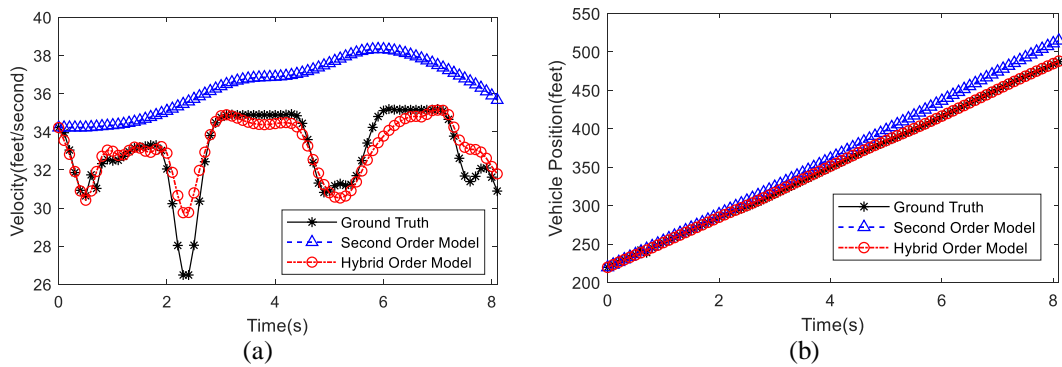 40
38
36
34
32
30
28
26
Velocity(feet/second)
Ground Truth
Second Order Model
Hybrid Order Model
0
2
4
6
8
Time(s)
(a)
550
500
450
400
350
300
250
200
Vehicle Position(feet)
Ground Truth
Second Order Model
Hybrid Order Model
0
2
4
6
8
Time(s)
(b)